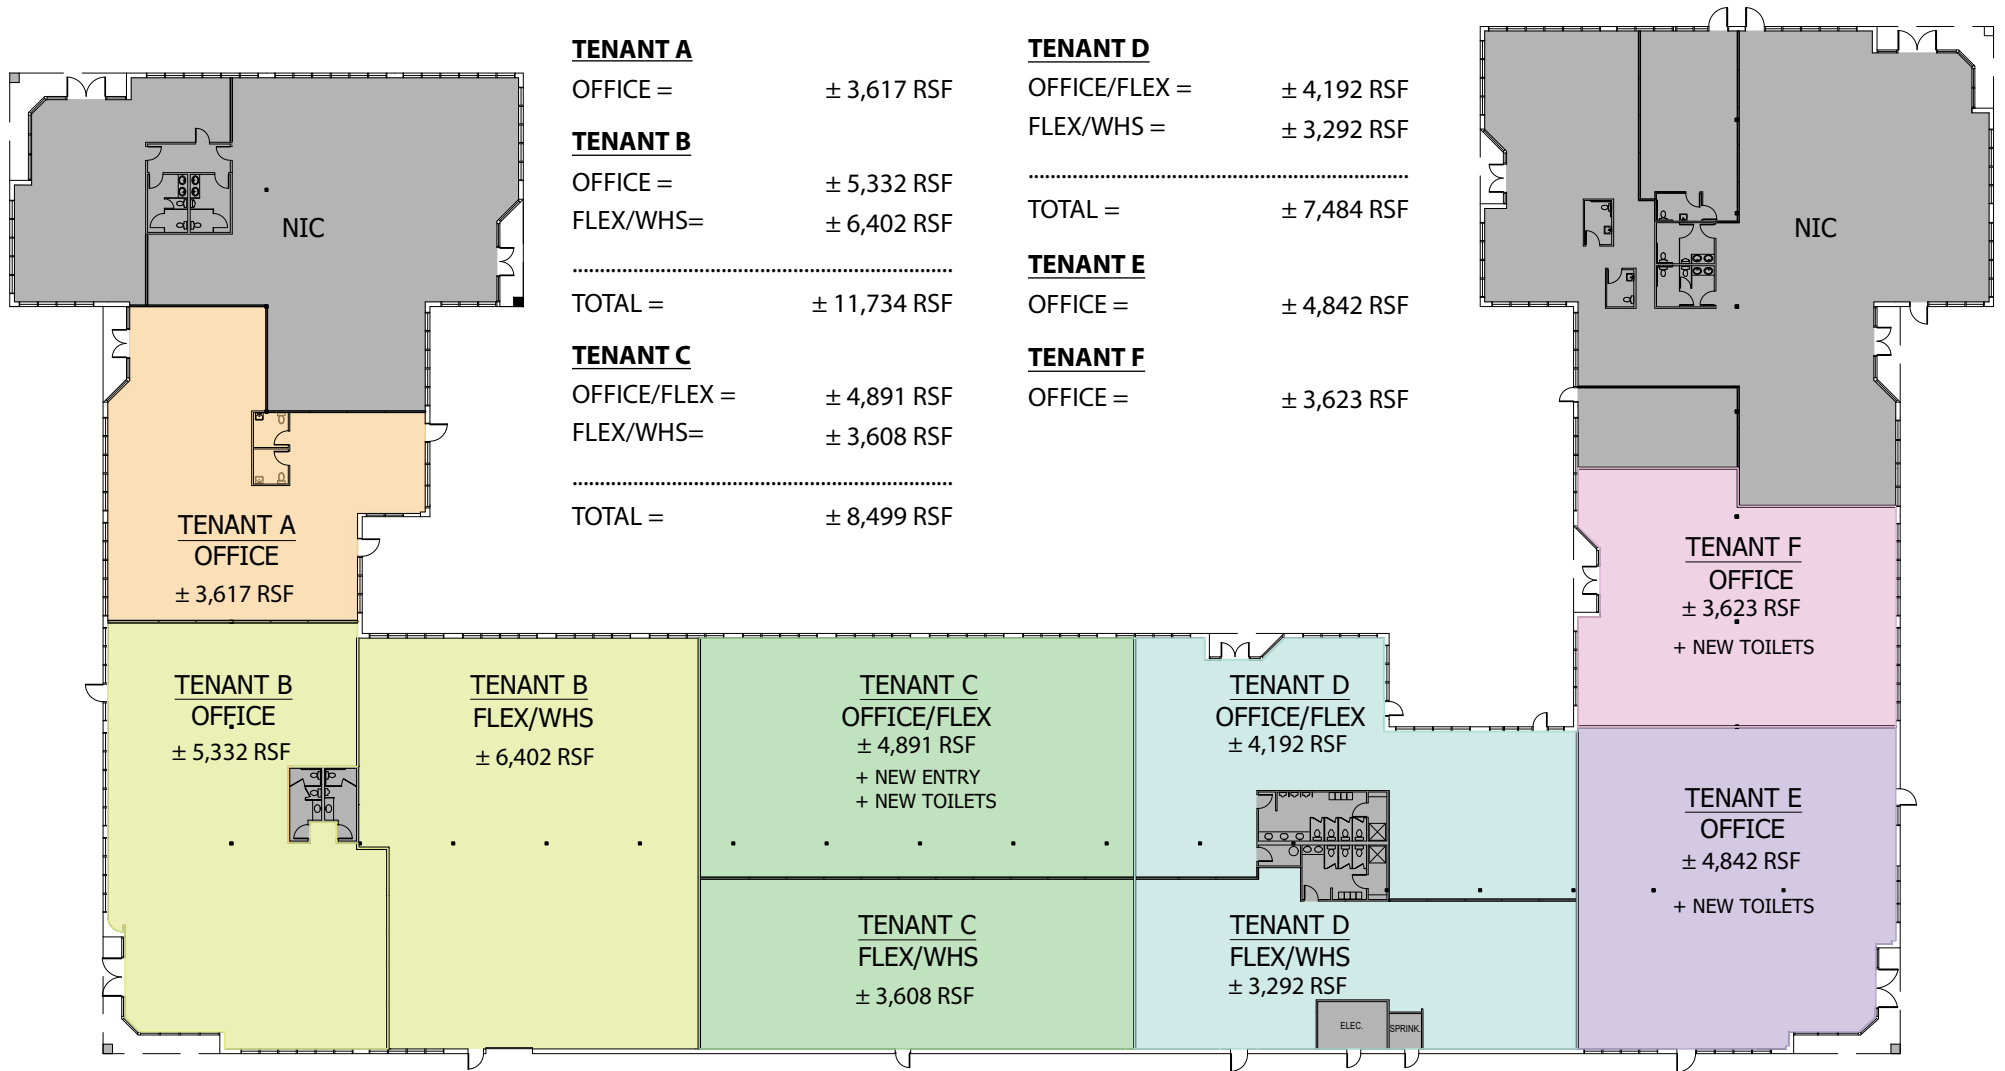 TENANT A
OFFICE = ± 3,617 RSF
TENANT B
OFFICE = ± 5,332 RSF
FLEX/WHS= ± 6,402 RSF
TOTAL = ± 11,734 RSF
TENANT C
OFFICE/FLEX = ± 4,891 RSF
FLEX/WHS= ± 3,608 RSF
TOTAL = ± 8,499 RSF
TENANT D
OFFICE/FLEX = ± 4,192 RSF
FLEX/WHS = ± 3,292 RSF
TOTAL = ± 7,484 RSF
TENANT E
OFFICE = ± 4,842 RSF
TENANT F
OFFICE = ± 3,623 RSF
NIC
NIC
TENANT A
OFFICE
± 3,617 RSF
TENANT B
OFFICE
± 5,332 RSF
TENANT B
FLEX/WHS
± 6,402 RSF
TENANT C
OFFICE/FLEX
± 4,891 RSF
+ NEW ENTRY
+ NEW TOILETS
TENANT C
FLEX/WHS
± 3,608 RSF
TENANT D
OFFICE/FLEX
± 4,192 RSF
TENANT D
FLEX/WHS
± 3,292 RSF
ELEC.
SPRINK.
TENANT F
OFFICE
± 3,623 RSF
+ NEW TOILETS
TENANT E
OFFICE
± 4,842 RSF
+ NEW TOILETS